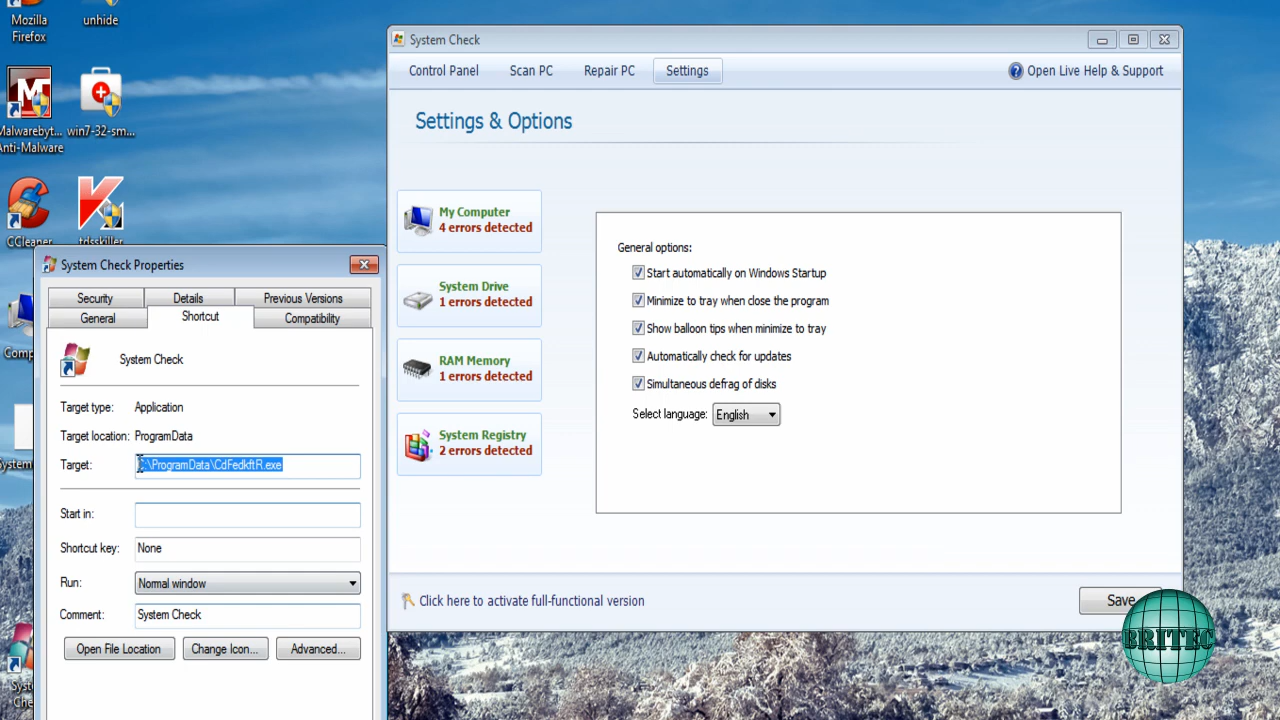 Mozilla
Firefox
unhide
Malwarebyt...
Anti-Malware
win7-32-sm...
CCleaner
tdsskiller
System Check
Control Panel
Scan PC
Repair PC
Settings
Open Live Help & Support
Settings & Options
My Computer
4 errors detected
System Drive
1 errors detected
RAM Memory
1 errors detected
System Registry
2 errors detected
General options:
Start automatically on Windows Startup
Minimize to tray when close the program
Show balloon tips when minimize to tray
Automatically check for updates
Simultaneous defrag of disks
Select language: English
Click here to activate full-functional version
Save
System Check Properties
Security
Details
Previous Versions
General
Shortcut
Compatibility
System Check
Target type: Application
Target location: ProgramData
Target: C:\ProgramData\CdFedkftR.exe
Start in:
Shortcut key: None
Run: Normal window
Comment: System Check
Open File Location
Change Icon...
Advanced...
BRITEC